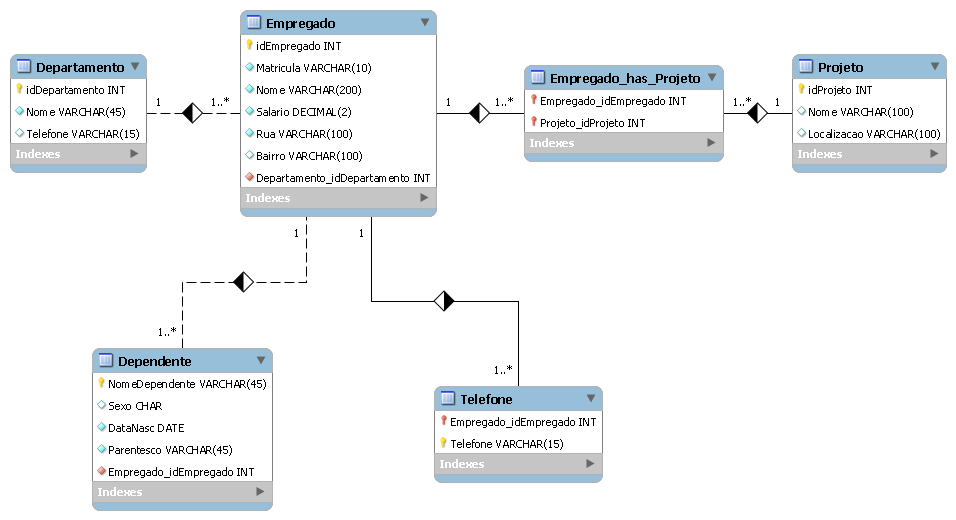 Empregado
idEmpregado INT
Matricula VARCHAR(10)
Nome VARCHAR(200)
Salario DECIMAL(2)
Rua VARCHAR(100)
Bairro VARCHAR(100)
Departamento_idDepartamento INT
Indexes
Departamento
idDepartamento INT
Nome VARCHAR(45)
Telefone VARCHAR(15)
Indexes
1
1..*
Empregado_has_Projeto
Empregado_idEmpregado INT
Projeto_idProjeto INT
Indexes
1
1..*
Projeto
idProjeto INT
Nome VARCHAR(100)
Localizacao VARCHAR(100)
Indexes
1..*
1
1
1..*
Dependente
NomeDependente VARCHAR(45)
Sexo CHAR
DataNasc DATE
Parentesco VARCHAR(45)
Empregado_idEmpregado INT
Indexes
1
1..*
Telefone
Empregado_idEmpregado INT
Telefone VARCHAR(15)
Indexes